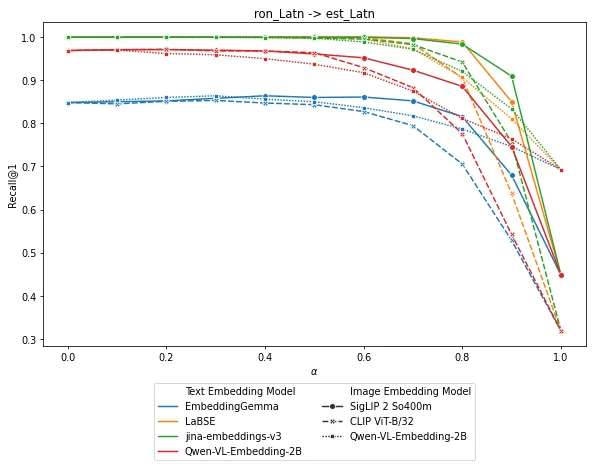 ron_Latn -> est_Latn
Recall@1
1.0
0.9
0.8
0.7
0.6
0.5
0.4
0.3
0.0 0.2 0.4 0.6 0.8 1.0
α
Text Embedding Model Image Embedding Model
EmbeddingGemma SigLIP 2 So400m
LaBSE CLIP ViT-B/32
jina-embeddings-v3 Qwen-VL-Embedding-2B
Qwen-VL-Embedding-2B